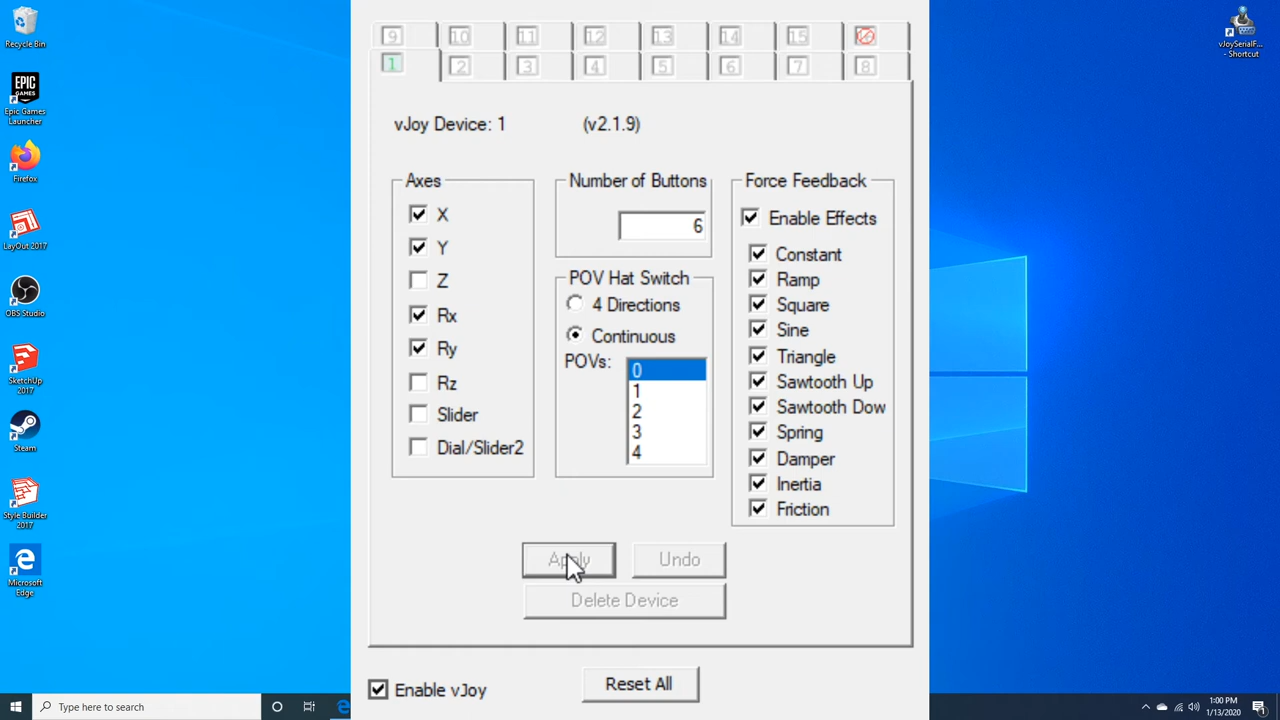 Recycle Bin
EPIC
GAMES
Epic Games
Launcher
Firefox
LayOut 2017
OBS Studio
SketchUp
2017
Steam
Style Builder
2017
Microsoft
Edge
9 10 11 12 13 14 15
1 2 3 4 5 6 7 8
vJoy Device: 1 (v2.1.9)
Axes
X
Y
Z
Rx
Ry
Rz
Slider
Dial/Slider2
Number of Buttons
6
POV Hat Switch
4 Directions
Continuous
POVs:
0
1
2
3
4
Force Feedback
Enable Effects
Constant
Ramp
Square
Sine
Triangle
Sawtooth Up
Sawtooth Dow
Spring
Damper
Inertia
Friction
Apply Undo
Delete Device
Enable vJoy Reset All
vJoySerialF...
- Shortcut
Type here to search
1:00 PM
1/13/2020
1